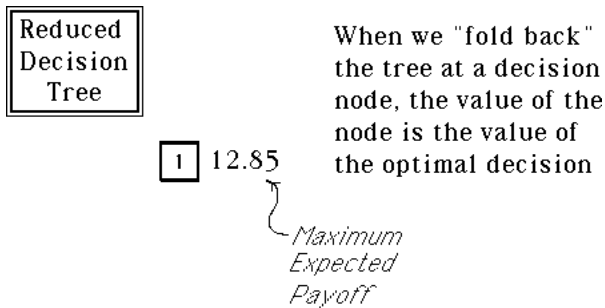 Reduced
Decision
Tree
When we "fold back"
the tree at a decision
node, the value of the
node is the value of
the optimal decision
1 12.85
Maximum
Expected
Payoff